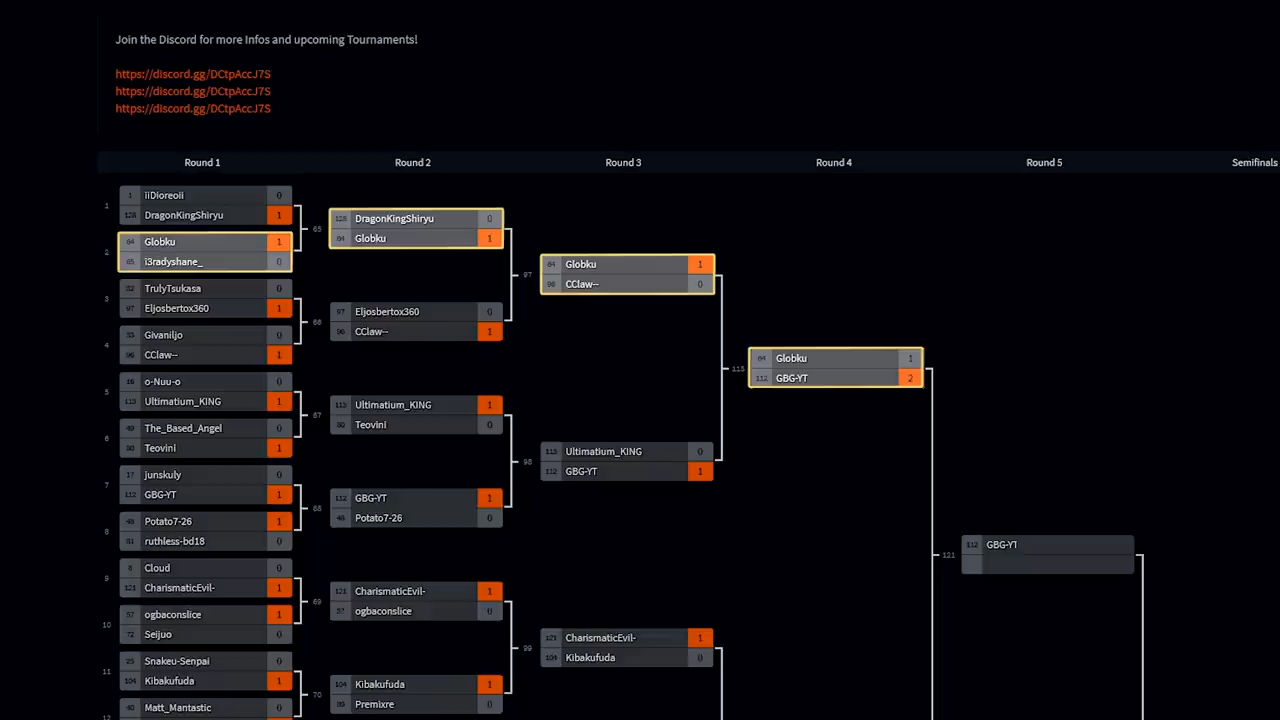 Join the Discord for more Infos and upcoming Tournaments!
https://discord.gg/DCtpAccJ7S
https://discord.gg/DCtpAccJ7S
https://discord.gg/DCtpAccJ7S
Round 1
Round 2
Round 3
Round 4
Round 5
Semifinals
1
1 iiDioreoii 0
128 DragonKingShiryu 1
2
64 Globku 1
65 i3radyshane_ 0
3
32 TrulyTsukasa 0
97 Eljosbertox360 1
4
33 Givaniljo 0
96 CClaw-- 1
5
16 o-Nuu-o 0
113 Ultimatium_KING 1
6
49 The_Based_Angel 0
80 Teovini 1
7
17 junskuly 0
112 GBG-YT 1
8
48 Potato7-26 1
81 ruthless-bd18 0
9
8 Cloud 0
121 CharismaticEvil- 1
10
57 ogbaconslice 1
72 Seijuo 0
11
25 Snakeu-Senpai 0
104 Kibakufuda 1
12
40 Matt_Mantastic 0
65
128 DragonKingShiryu 0
64 Globku 1
66
97 Eljosbertox360 0
96 CClaw-- 1
67
113 Ultimatium_KING 1
80 Teovini 0
68
112 GBG-YT 1
48 Potato7-26 0
69
121 CharismaticEvil- 1
57 ogbaconslice 0
70
104 Kibakufuda 1
Premixre 0
97
64 Globku 1
96 CClaw-- 0
98
113 Ultimatium_KING 0
112 GBG-YT 1
99
121 CharismaticEvil- 1
104 Kibakufuda 0
113
64 Globku 1
112 GBG-YT 2
121
112 GBG-YT